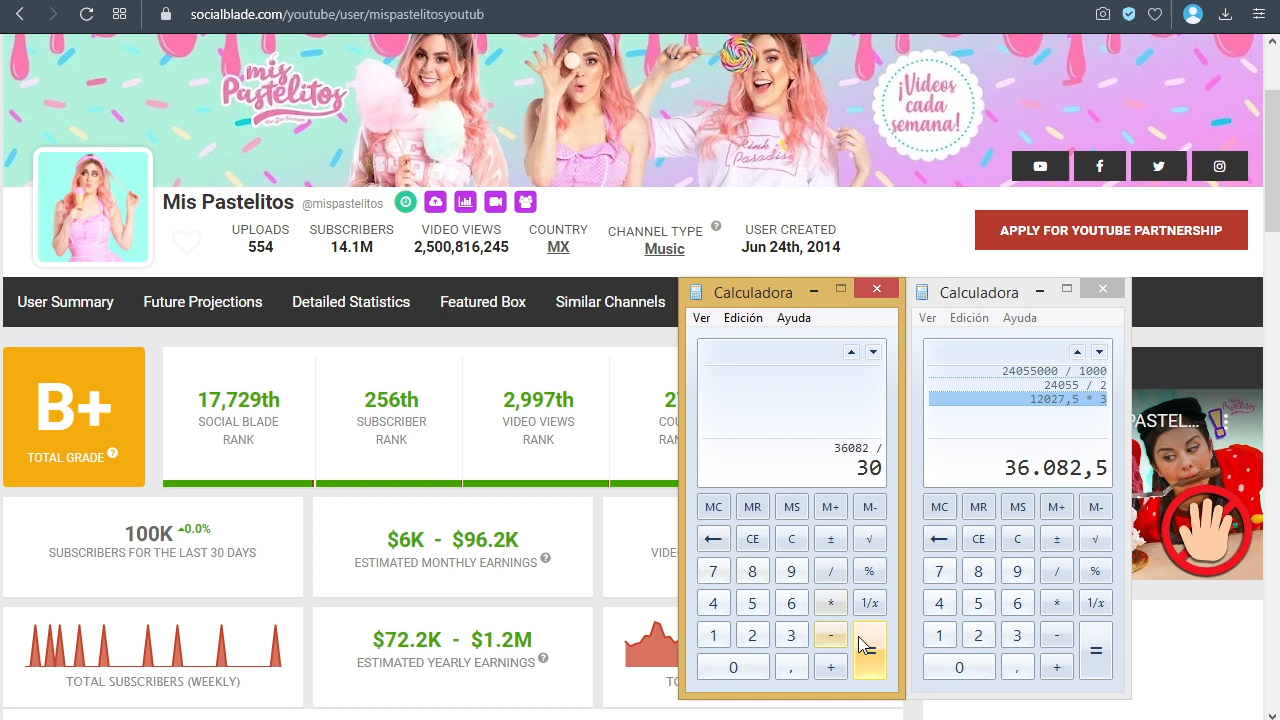 socialblade.com/youtube/user/mispastelitosyoutub
mis
Pastelitos
¡Videos
cada
semana!
Pink
Paradise
Mis Pastelitos @mispastelitos
UPLOADS
554
SUBSCRIBERS
14.1M
VIDEO VIEWS
2,500,816,245
COUNTRY
MX
CHANNEL TYPE ?
Music
USER CREATED
Jun 24th, 2014
APPLY FOR YOUTUBE PARTNERSHIP
User Summary
Future Projections
Detailed Statistics
Featured Box
Similar Channels
B+
TOTAL GRADE ?
17,729th
SOCIAL BLADE
RANK
256th
SUBSCRIBER
RANK
2,997th
VIDEO VIEWS
RANK
100K 0.0%
SUBSCRIBERS FOR THE LAST 30 DAYS
$6K - $96.2K
ESTIMATED MONTHLY EARNINGS ?
$72.2K - $1.2M
ESTIMATED YEARLY EARNINGS ?
TOTAL SUBSCRIBERS (WEEKLY)
PASTEL...
Calculadora
Ver Edición Ayuda
36082 /
30
MC MR MS M+ M-
← CE C ± √
7 8 9 / %
4 5 6 * 1/x
1 2 3 - =
0 , +
Calculadora
Ver Edición Ayuda
24055000 / 1000
24055 / 2
12027,5 * 3
36.082,5
MC MR MS M+ M-
← CE C ± √
7 8 9 / %
4 5 6 * 1/x
1 2 3 - =
0 , +